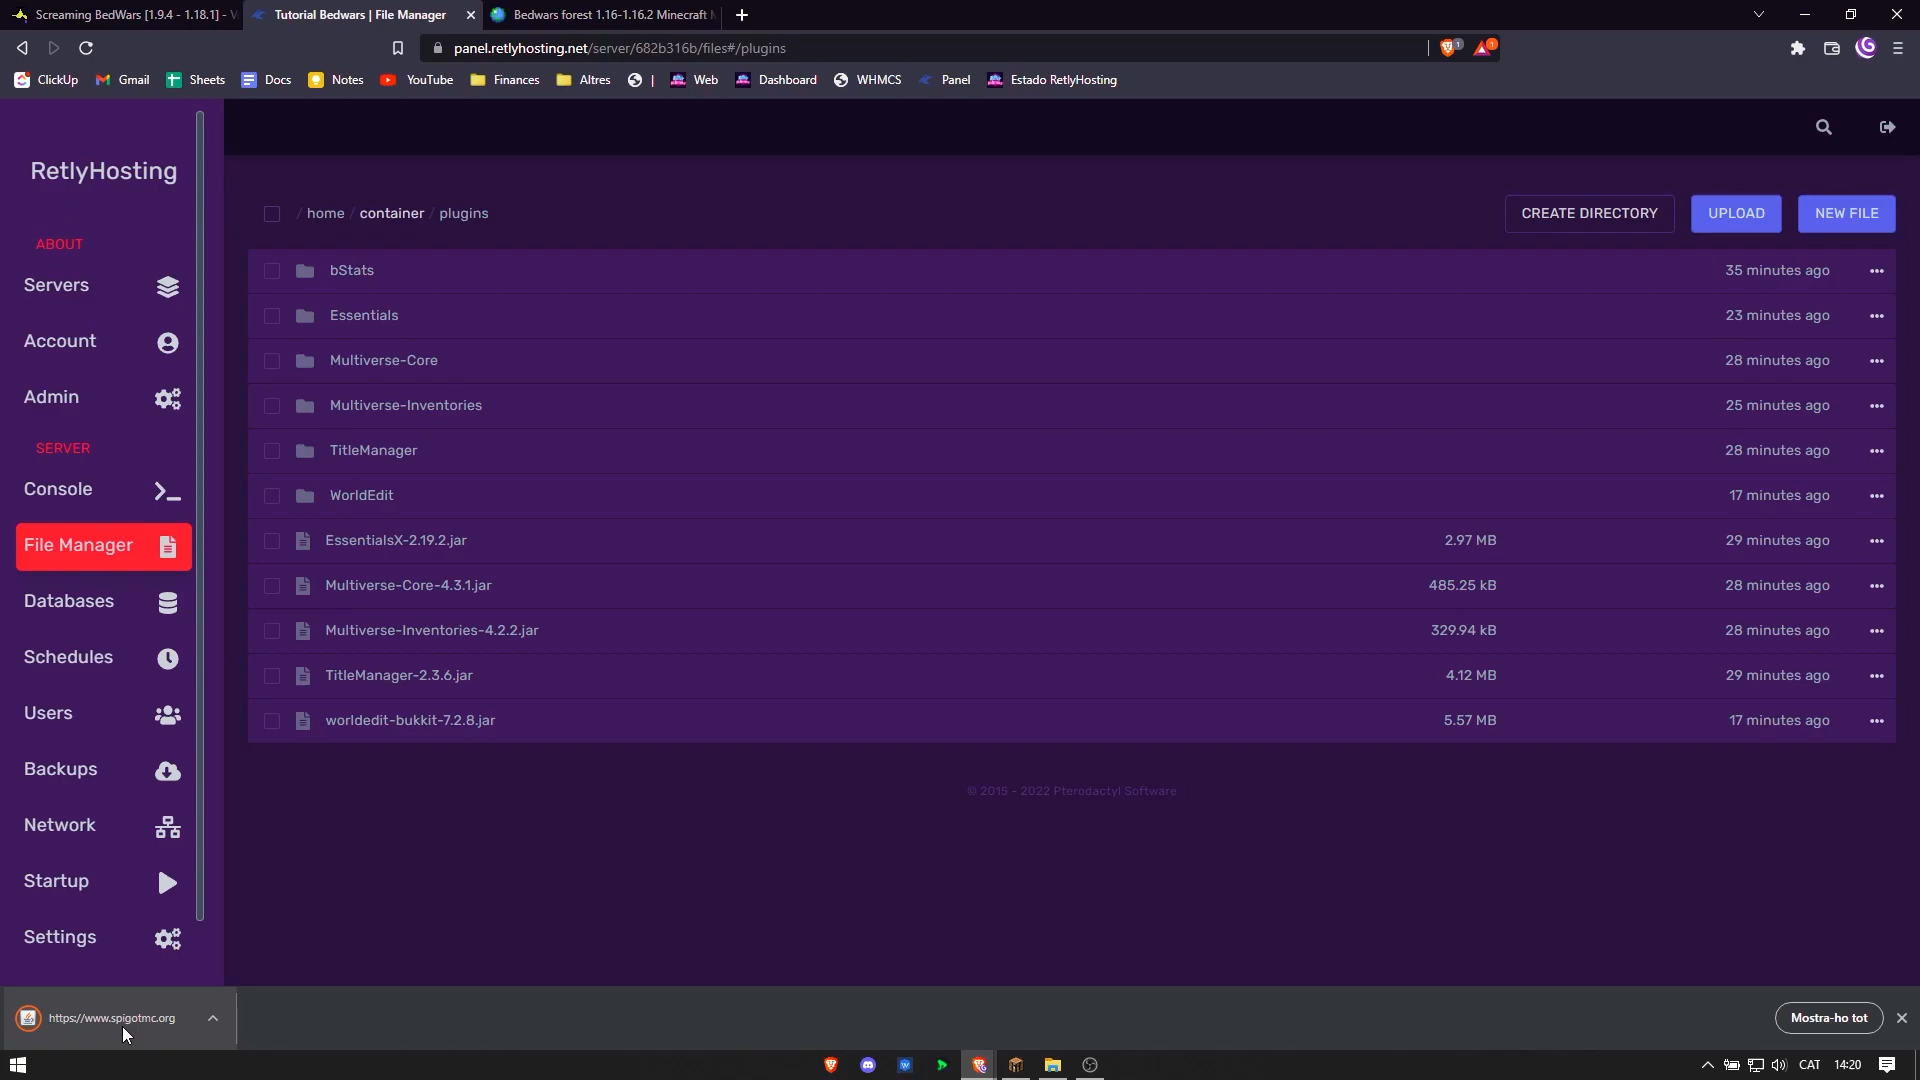 Screaming BedWars [1.9.4 - 1.18.1] -
Tutorial Bedwars | File Manager
Bedwars forest 1.16-1.16.2 Minecraft
panel.retlyhosting.net/server/682b316b/files#/plugins
1
1
ClickUp
Gmail
Sheets
Docs
Notes
YouTube
Finances
Altres
|
Web
Dashboard
WHMCS
Panel
Estado RetlyHosting
RetlyHosting
ABOUT
Servers
Account
Admin
SERVER
Console
File Manager
Databases
Schedules
Users
Backups
Network
Startup
Settings
/ home / container / plugins
CREATE DIRECTORY
UPLOAD
NEW FILE
bStats 35 minutes ago
Essentials 23 minutes ago
Multiverse-Core 28 minutes ago
Multiverse-Inventories 25 minutes ago
TitleManager 28 minutes ago
WorldEdit 17 minutes ago
EssentialsX-2.19.2.jar 2.97 MB 29 minutes ago
Multiverse-Core-4.3.1.jar 485.25 kB 28 minutes ago
Multiverse-Inventories-4.2.2.jar 329.94 kB 28 minutes ago
TitleManager-2.3.6.jar 4.12 MB 29 minutes ago
worldedit-bukkit-7.2.8.jar 5.57 MB 17 minutes ago
© 2015 - 2022 Pterodactyl Software
https://www.spigotmc.org
Mostra-ho tot
CAT
14:20